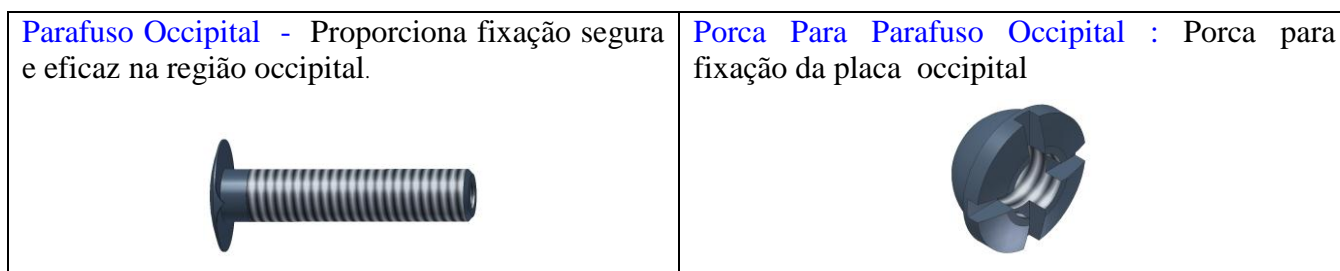 Parafuso Occipital - Proporciona fixação segura
e eficaz na região occipital.
Porca Para Parafuso Occipital : Porca para
fixação da placa occipital